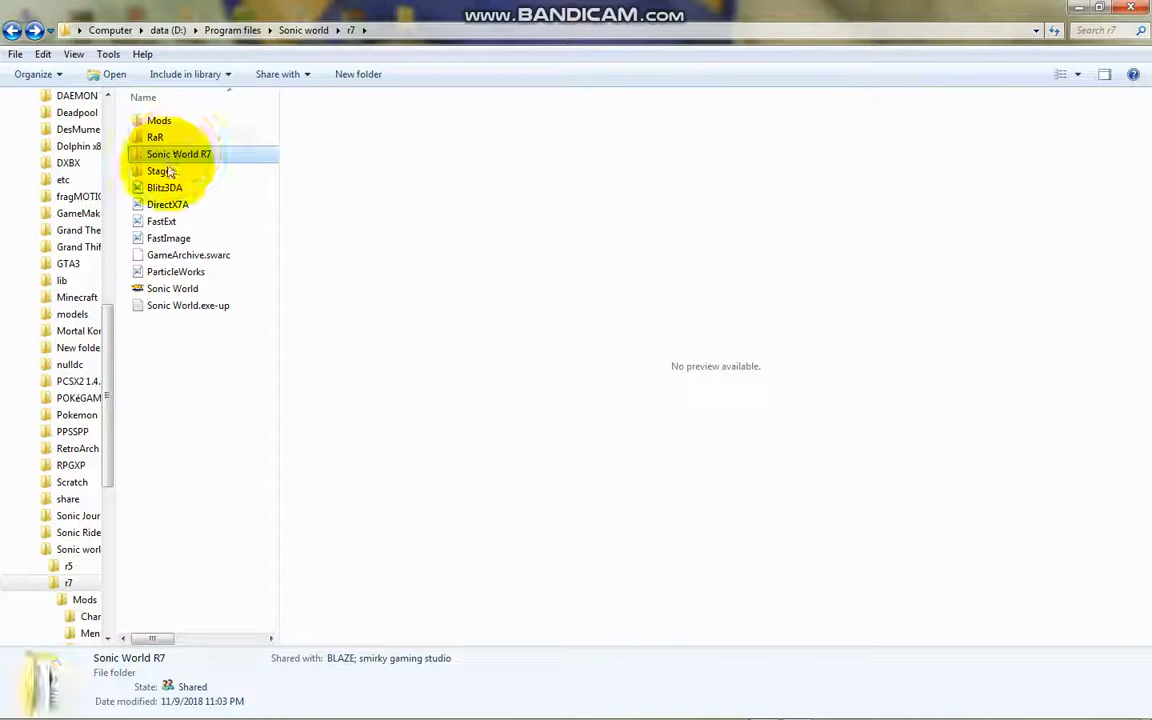 www.BANDICAM.com
Computer data (D:) Program files Sonic world r7
Search r7
File Edit View Tools Help
Organize Open Include in library Share with New folder
Name
DAEMON
Deadpool
DesMume
Dolphin x8
DXBX
etc
fragMOTIC
GameMak
Grand The
Grand Thif
GTA3
lib
Minecraft
models
Mortal Kor
New folde
nulldc
PCSX2 1.4.
POKéGAM
Pokemon
PPSSPP
RetroArch
RPGXP
Scratch
share
Sonic Jour
Sonic Ride
Sonic worl
r5
r7
Mods
Char
Men
Mods
RaR
Sonic World R7
Stag
Blitz3DA
DirectX7A
FastExt
FastImage
GameArchive.swarc
ParticleWorks
Sonic World
Sonic World.exe-up
No preview available.
Sonic World R7
File folder
State: Shared
Date modified: 11/9/2018 11:03 PM
Shared with: BLAZE; smirky gaming studio